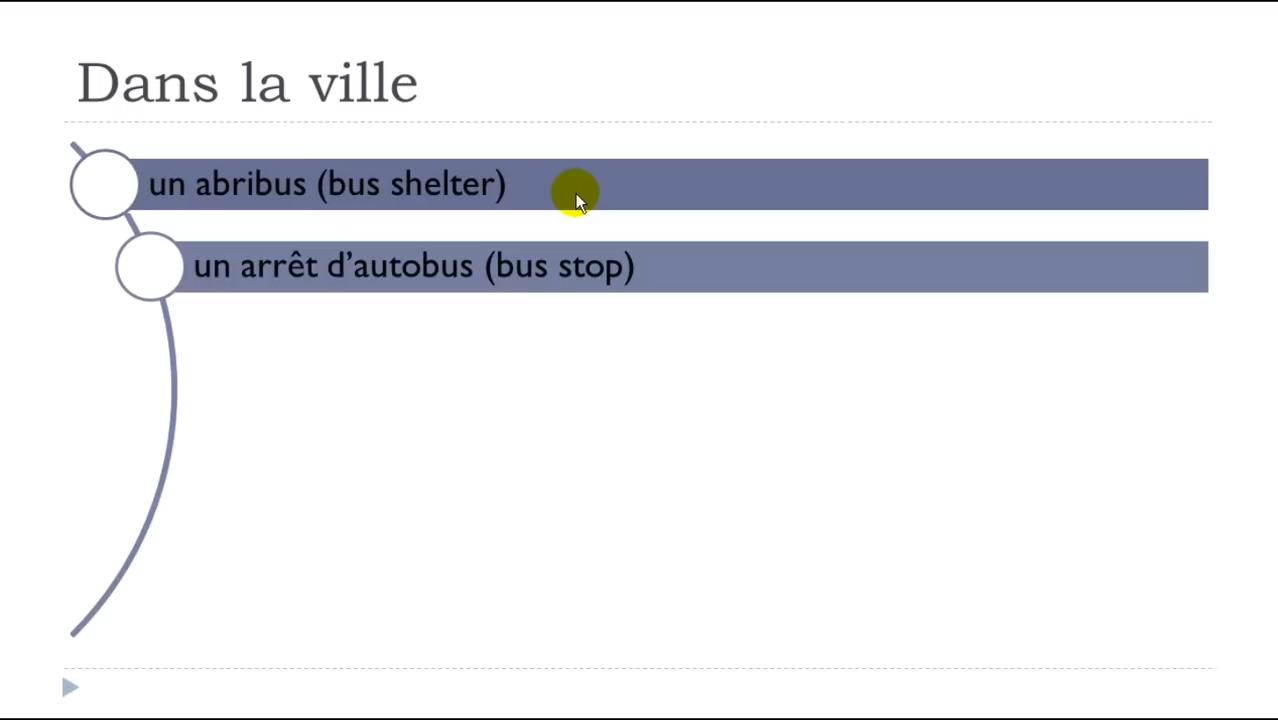 Dans la ville
un abribus (bus shelter)
un arrêt d’autobus (bus stop)